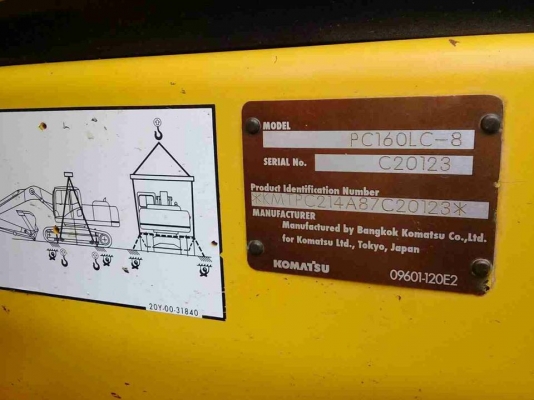 MODEL PC160LC-8
SERIAL No. C20123
Product Identification Number
*KMTPC214A87C20123*
MANUFACTURER
Manufactured by Bangkok Komatsu Co.,Ltd.
for Komatsu Ltd., Tokyo, Japan
KOMATSU 09601-120E2
20Y-00-31840